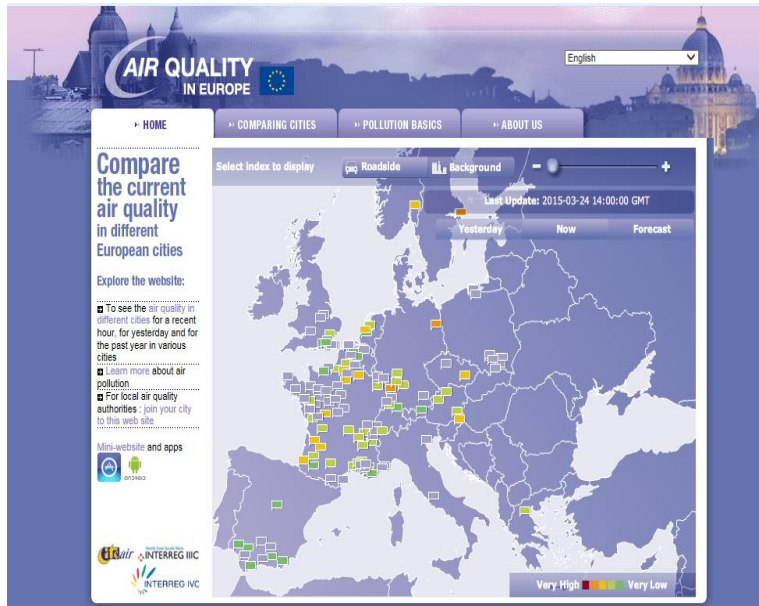 AIR QUALITY
IN EUROPE
English
HOME
COMPARING CITIES
POLLUTION BASICS
ABOUT US
Compare
the current
air quality
in different
European cities
Explore the website:
To see the air quality in
different cities for a recent
hour, for yesterday and for
the past year in various
cities
Learn more about air
pollution
For local air quality
authorities : join your city
to this web site
Mini-website and apps
ANDROID
air
INTERREG IIIC
INTERREG IVC
Select index to display
Roadside
Background
Last Update: 2015-03-24 14:00:00 GMT
Yesterday
Now
Forecast
Very High
Very Low